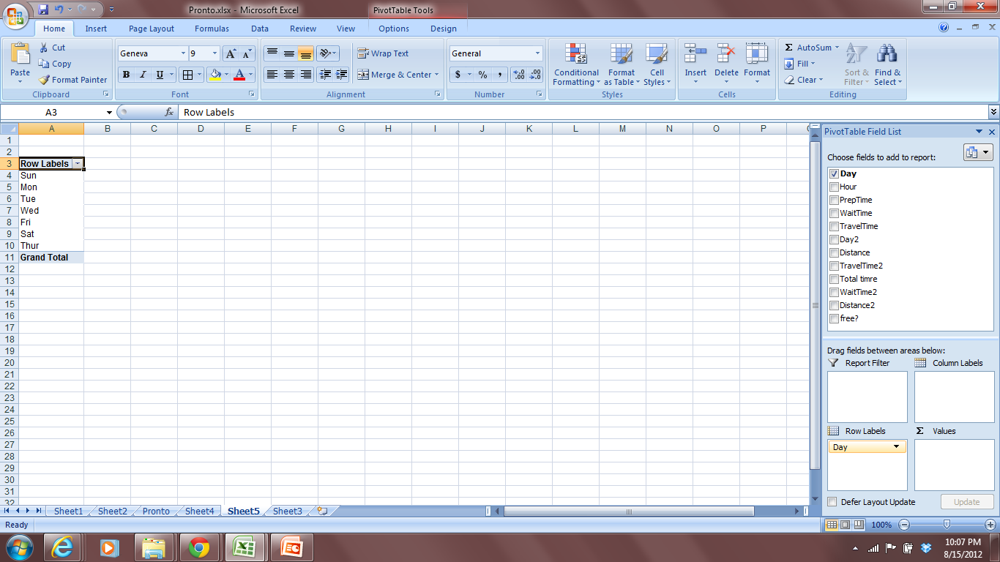 Pronto.xlsx - Microsoft Excel PivotTable Tools
Home Insert Page Layout Formulas Data Review View Options Design
Paste
Cut
Copy
Format Painter
Clipboard
Geneva 9
B I U A
Font
Wrap Text
Merge & Center
Alignment
General
$ % , .00 .00
Number
Conditional Formatting
Format as Table
Cell Styles
Styles
Insert Delete Format
Cells
Σ AutoSum
Fill
Clear
Sort & Filter
Find & Select
Editing
A3 fx Row Labels
A B C D E F G H I J K L M N O P
1
2
3 Row Labels
4 Sun
5 Mon
6 Tue
7 Wed
8 Fri
9 Sat
10 Thur
11 Grand Total
12
13
14
15
16
17
18
19
20
21
22
23
24
25
26
27
28
29
30
31
32
PivotTable Field List
Choose fields to add to report:
Day
Hour
PrepTime
WaitTime
TravelTime
Day2
Distance
TravelTime2
Total timre
WaitTime2
Distance2
free?
Drag fields between areas below:
Report Filter Column Labels
Row Labels Σ Values
Day
Defer Layout Update Update
Sheet1 Sheet2 Pronto Sheet4 Sheet5 Sheet3
Ready 100%
10:07 PM
8/15/2012